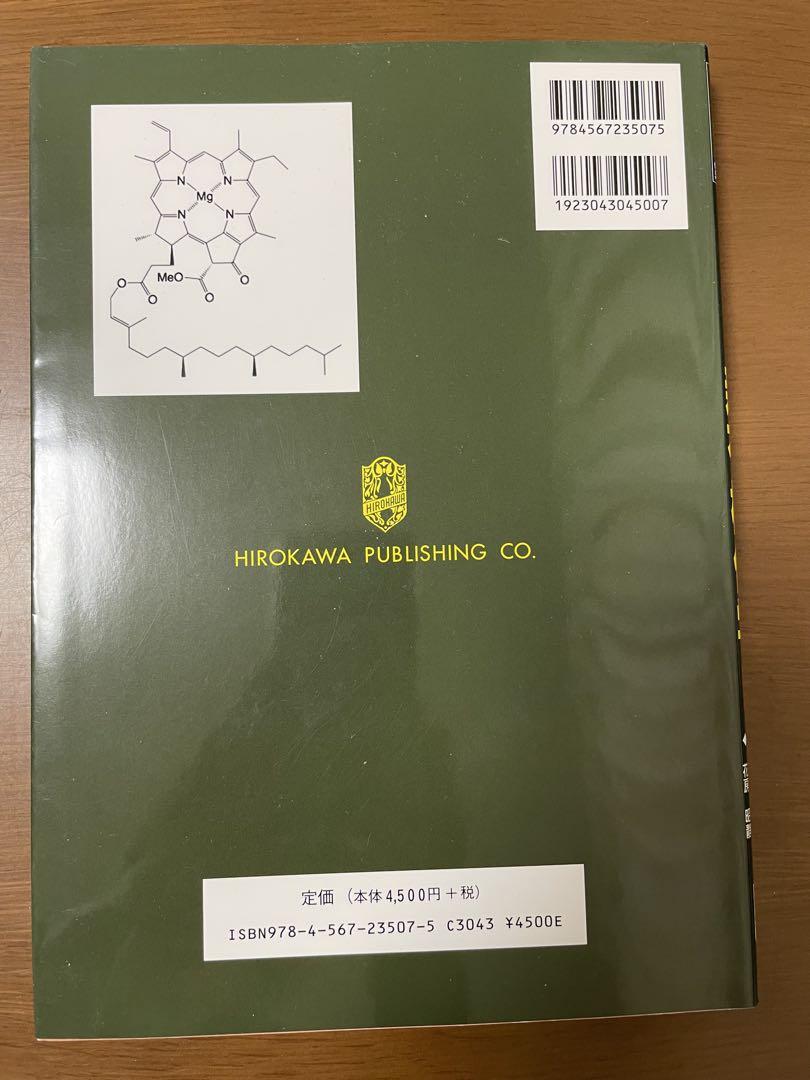 9784567235075
1923043045007
N
N
Mg
N
N
O
O
MeO
O
O
HIROKAWA
HIROKAWA PUBLISHING CO.
定価（本体4,500円＋税）
ISBN978-4-567-23507-5 C3043 ¥4500E